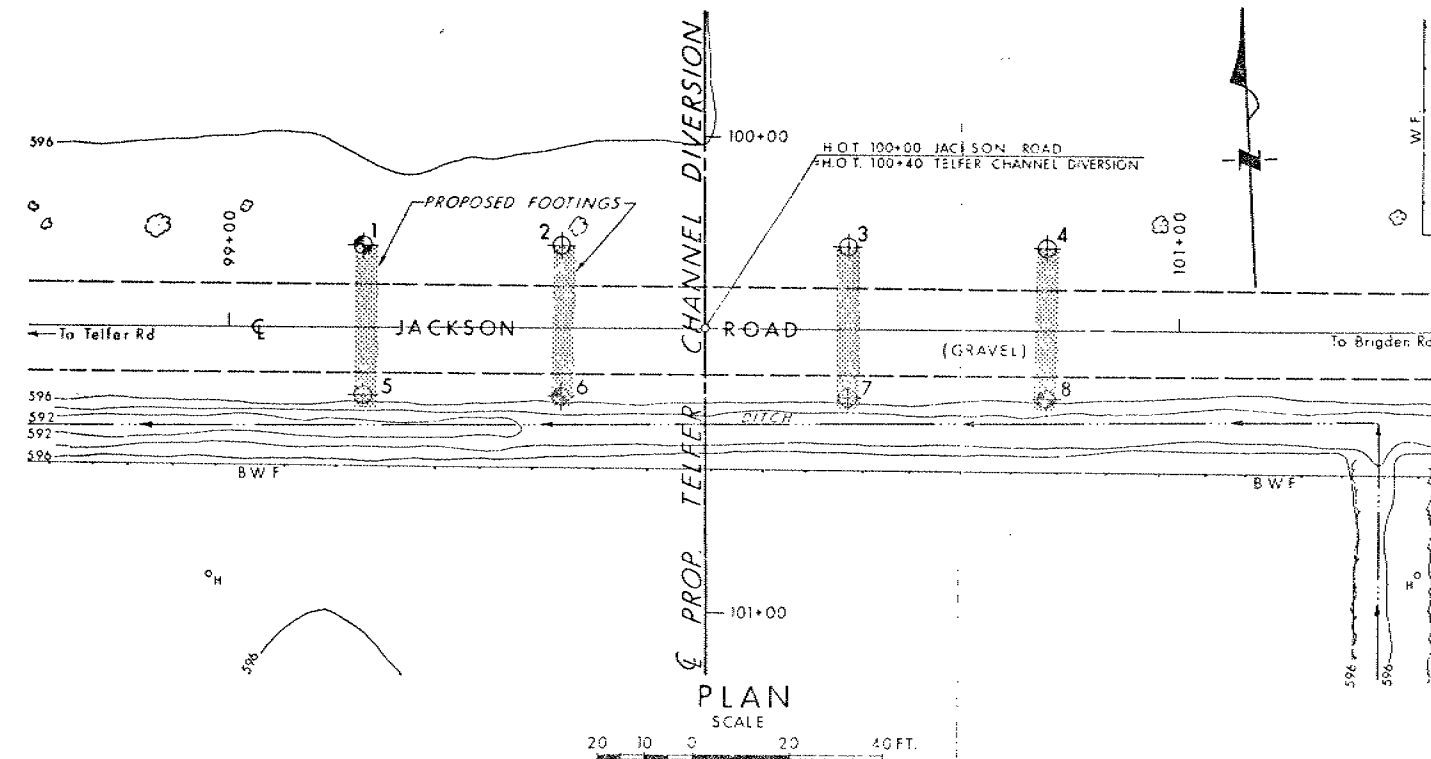 596
100+00
H.O.T. 100+00 JACKSON ROAD
=H.O.T. 100+40 TELFER CHANNEL DIVERSION
W.F.
PROPOSED FOOTINGS
99+00
1
2
3
4
101+00
℄ PROP. TELFER CHANNEL DIVERSION
To Telfer Rd
℄
JACKSON
ROAD
(GRAVEL)
To Brigden Rd
5
6
7
8
596
592
592
596
DITCH
B W F
B W F
H
H
596
101+00
596
596
PLAN
SCALE
20 10 0 20 40 FT.